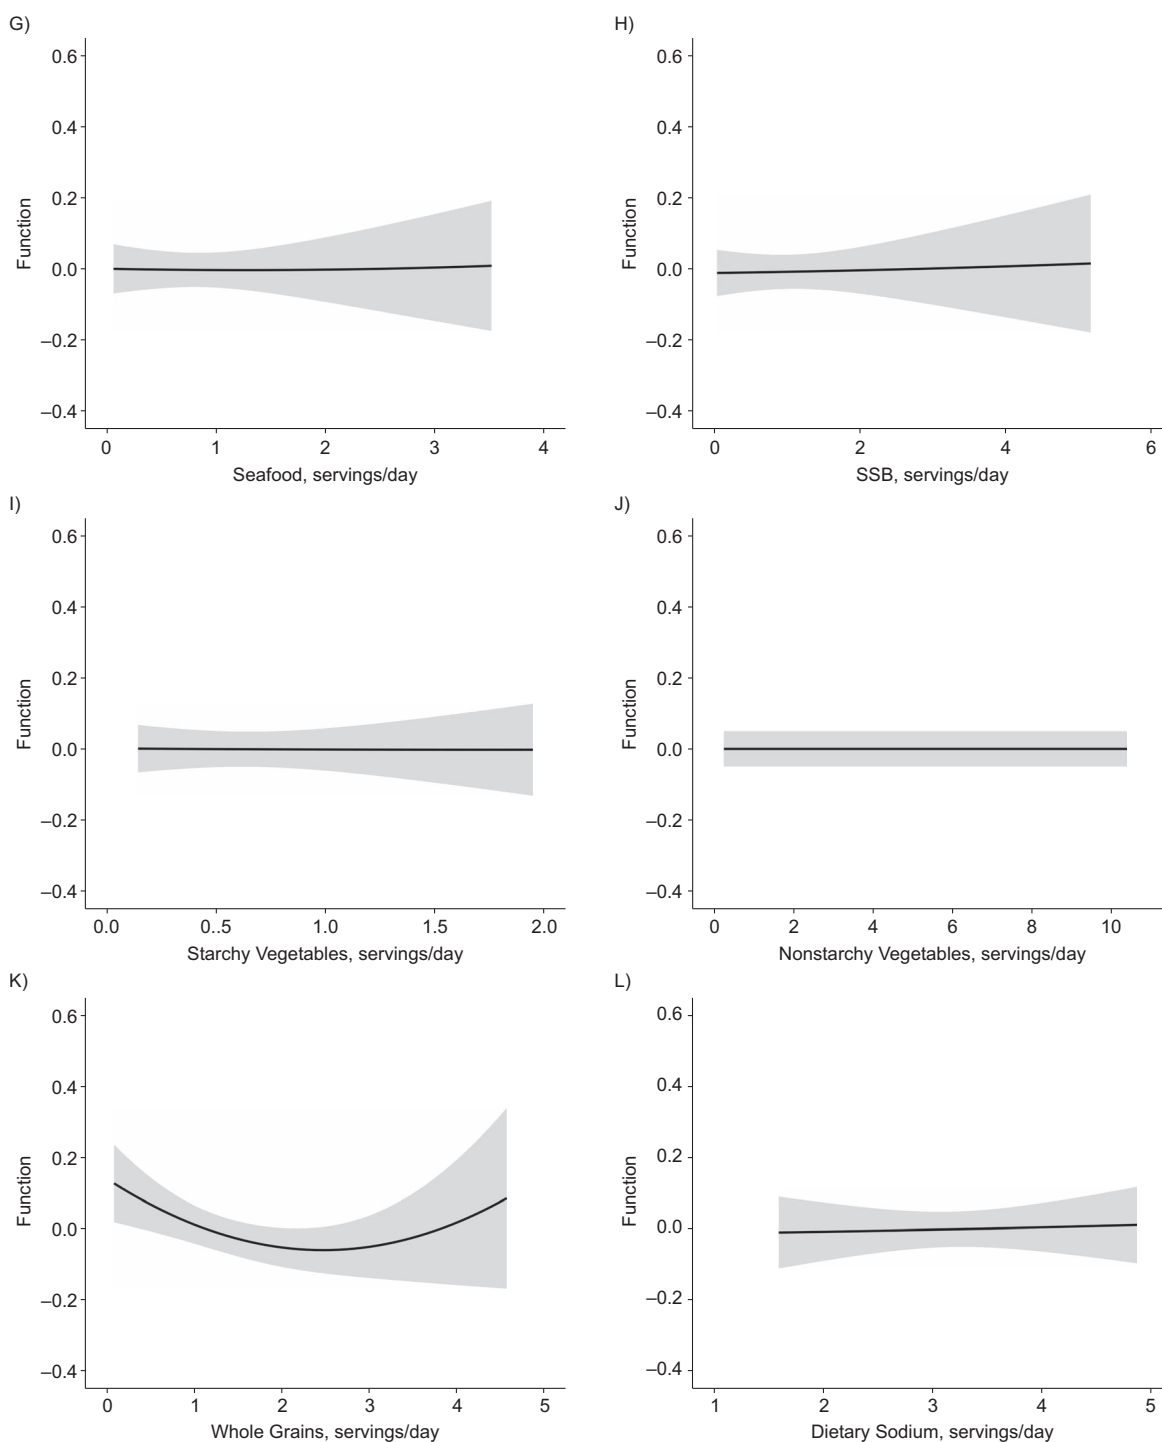 G)
0.6
0.4
0.2
0.0
–0.2
–0.4
Function
0 1 2 3 4
Seafood, servings/day
H)
0.6
0.4
0.2
0.0
–0.2
–0.4
Function
0 2 4 6
SSB, servings/day
I)
0.6
0.4
0.2
0.0
–0.2
–0.4
Function
0.0 0..5 1.0 1.5 2.0
Starchy Vegetables, servings/day
J)
0.6
0.4
0.2
0.0
–0.2
–0.4
Function
0 2 4 6 8 10
Nonstarchy Vegetables, servings/day
K)
0.6
0.4
0.2
0.0
–0.2
–0.4
Function
0 1 2 3 4 5
Whole Grains, servings/day
L)
0.6
0.4
0.2
0.0
–0.2
–0.4
Function
1 2 3 4 5
Dietary Sodium, servings/day